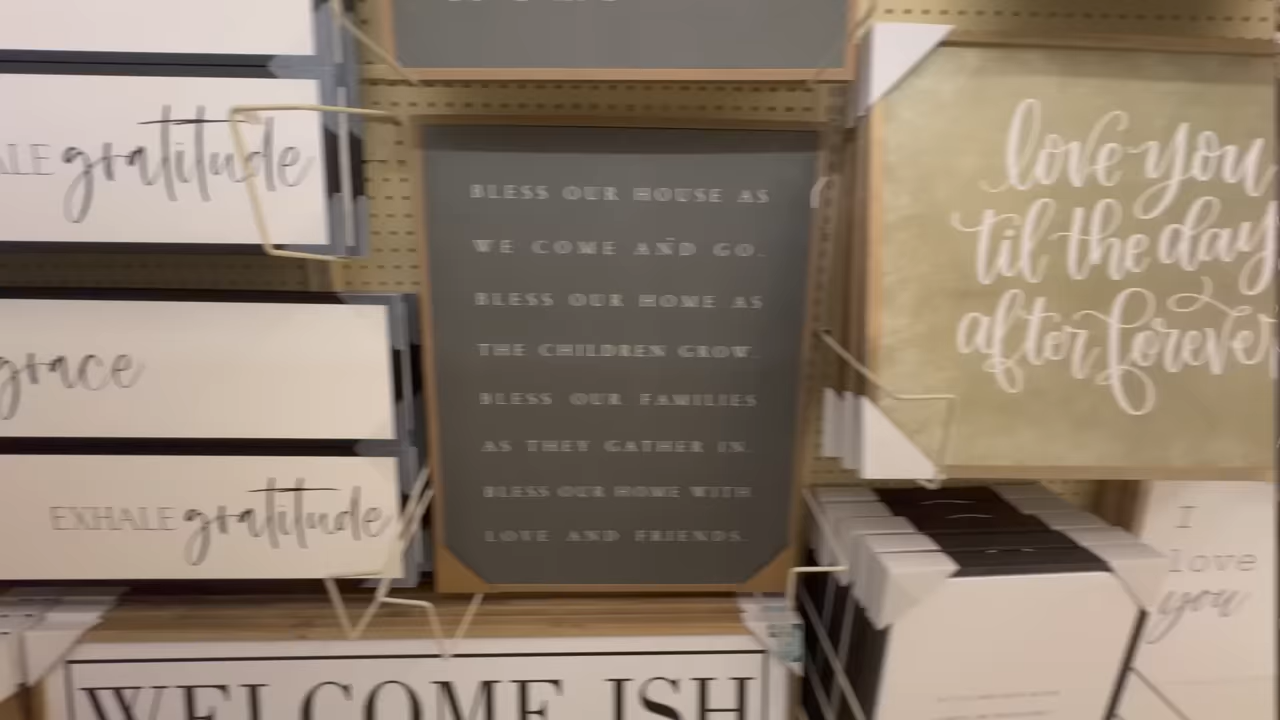 ALE gratitude
grace
EXHALE gratitude
BLESS OUR HOUSE AS
WE COME AND GO.
BLESS OUR HOME AS
THE CHILDREN GROW.
BLESS OUR FAMILIES
AS THEY GATHER IN.
BLESS OUR HOME WITH
LOVE AND FRIENDS.
love you
'til the day
after forever
I
love
you
WELCOME ISH